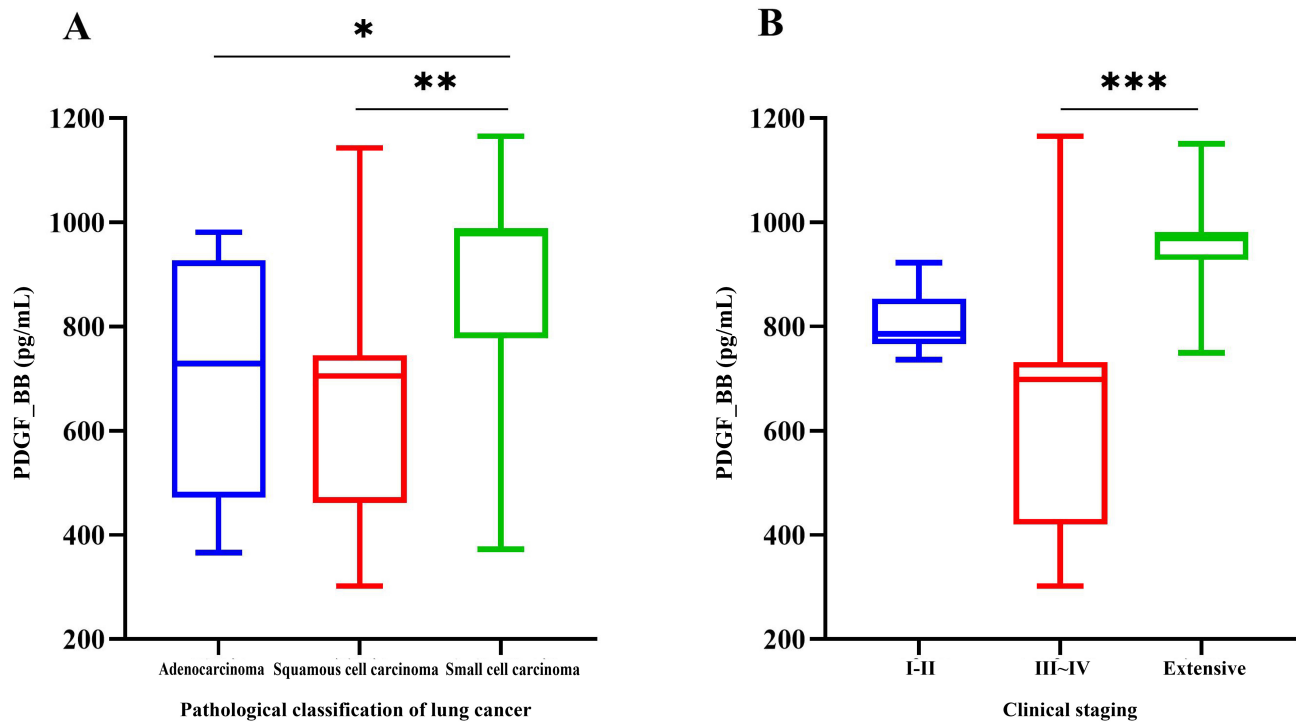 A
*
**
1200
1000
800
600
400
200
PDGF_BB (pg/mL)
Adenocarcinoma Squamous cell carcinoma Small cell carcinoma
Pathological classification of lung cancer
B
***
1200
1000
800
600
400
200
PDGF_BB (pg/mL)
I-II III~IV Extensive
Clinical staging